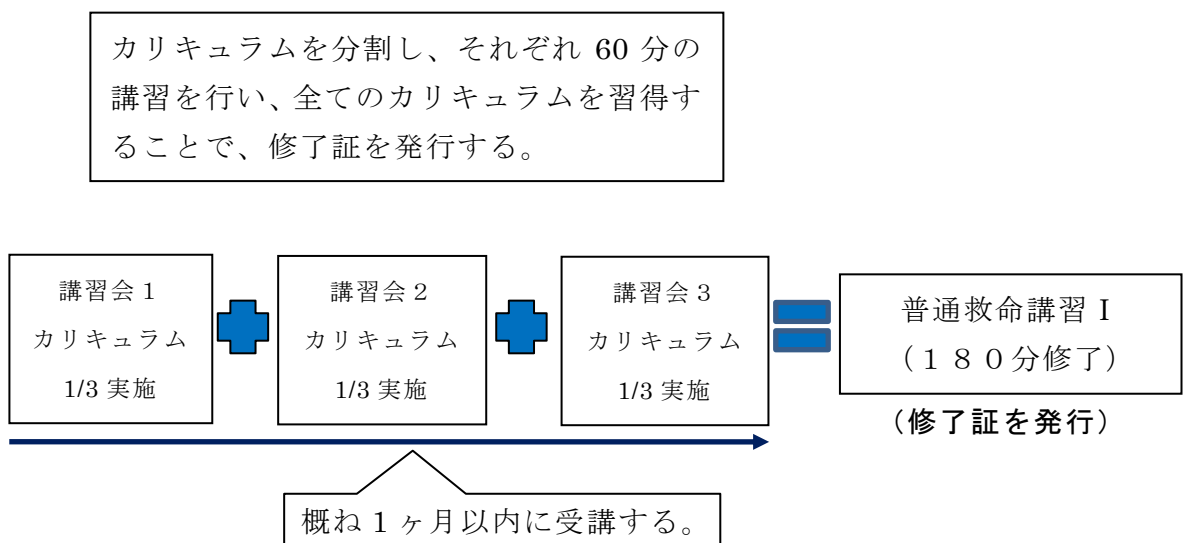 カリキュラムを分割し、それぞれ 60 分の
講習を行い、全てのカリキュラムを習得す
ることで、修了証を発行する。
講習会１
カリキュラム
1/3 実施
講習会２
カリキュラム
1/3 実施
講習会３
カリキュラム
1/3 実施
普通救命講習Ⅰ
（１８０分修了）
（修了証を発行）
概ね 1 ヶ月以内に受講する。